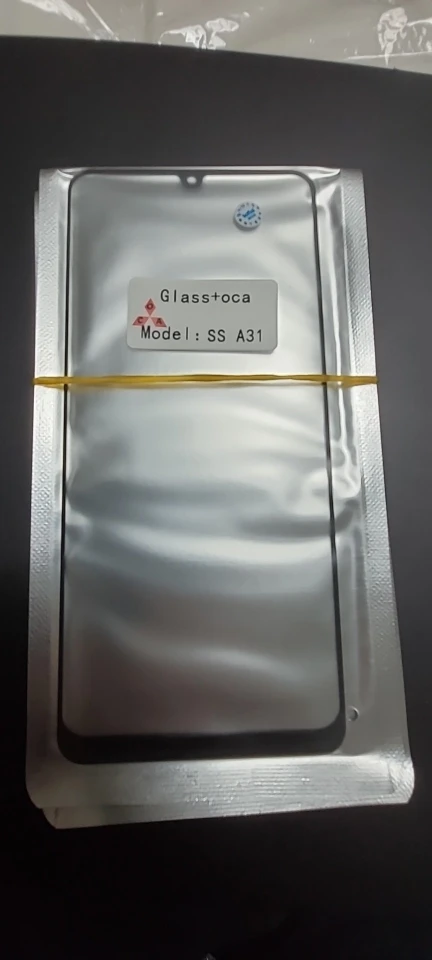 Glass+oca
O
C A
Model: SS A31